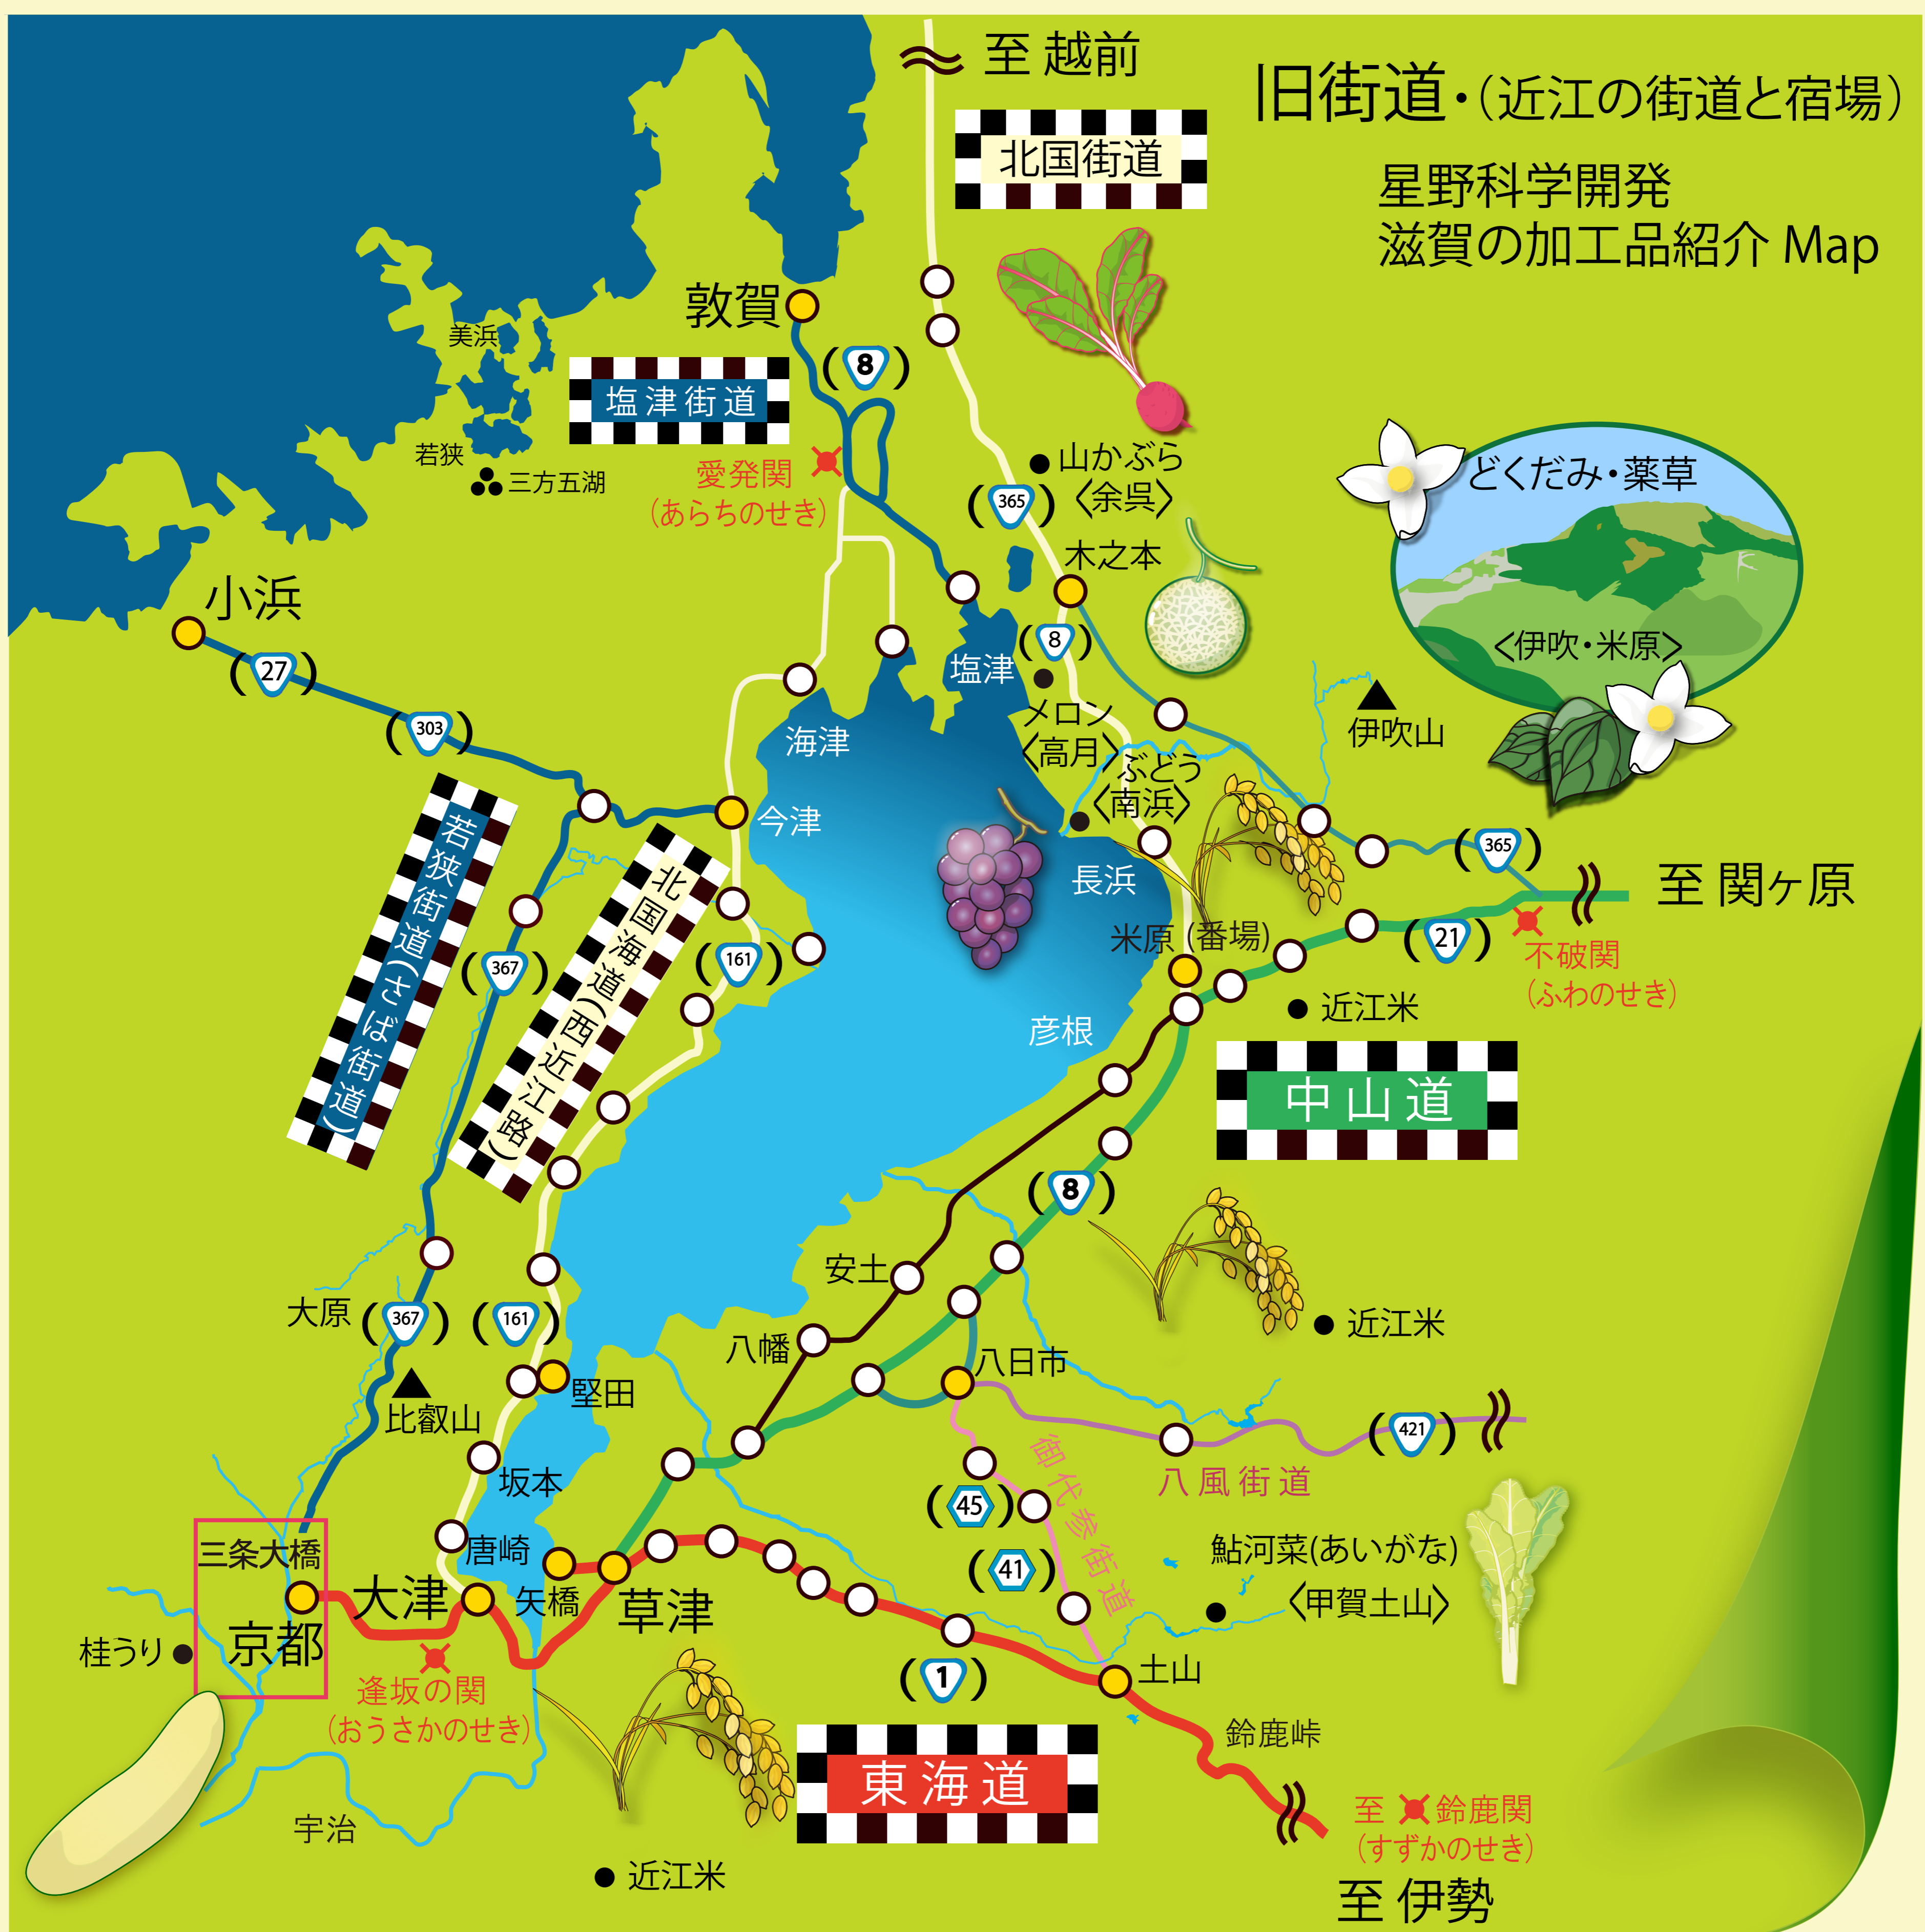 至 越前
旧街道・（近江の街道と宿場）
北国街道
星野科学開発
滋賀の加工品紹介 Map
敦賀
美浜
(8)
塩津街道
若狭
三方五湖
愛発関
(あらちのせき)
山かぶら
〈余呉〉
(365)
どくだみ・薬草
木之本
小浜
(27)
(8)
塩津
〈伊吹・米原〉
(303)
海津
メロン
〈高月〉
伊吹山
ぶどう
〈南浜〉
今津
若狭街道(さば街道)
北国海道(西近江路)
長浜
(365)
至 関ヶ原
(367)
(161)
米原 (番場)
(21)
不破関
(ふわのせき)
近江米
彦根
中山道
(8)
安土
大原
(367)
(161)
近江米
八幡
八日市
堅田
比叡山
(421)
御代参街道
八風街道
坂本
(45)
三条大橋
唐崎
鮎河菜(あいがな)
(41)
大津
矢橋
草津
〈甲賀土山〉
京都
桂うり
土山
(1)
逢坂の関
(おうさかのせき)
鈴鹿峠
東海道
宇治
至 鈴鹿関
(すずかのせき)
近江米
至 伊勢